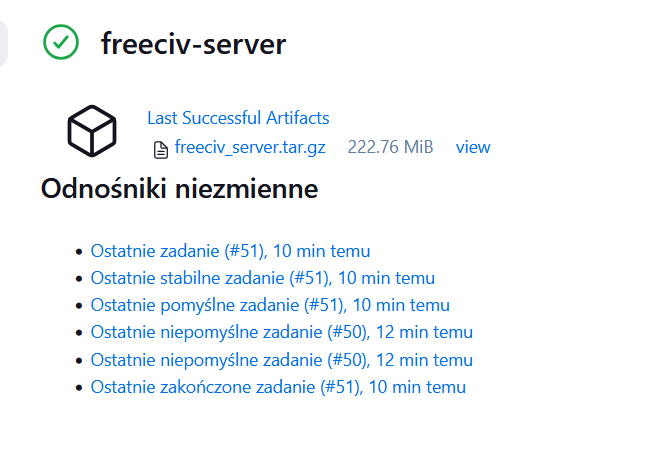 freeciv-server
Last Successful Artifacts
freeciv_server.tar.gz 222.76 MiB view
Odnośniki niezmienne
Ostatnie zadanie (#51), 10 min temu
Ostatnie stabilne zadanie (#51), 10 min temu
Ostatnie pomyślne zadanie (#51), 10 min temu
Ostatnie niepomyślne zadanie (#50), 12 min temu
Ostatnie niepomyślne zadanie (#50), 12 min temu
Ostatnie zakończone zadanie (#51), 10 min temu